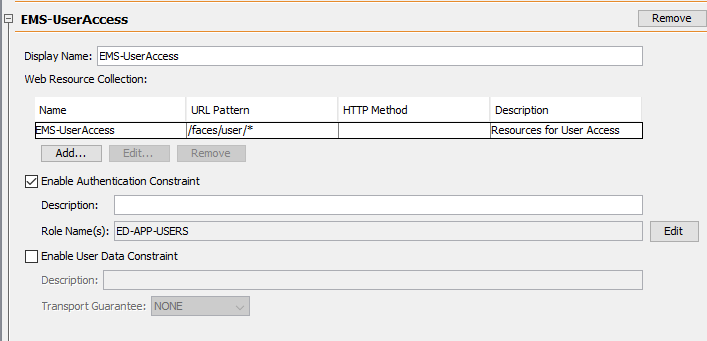 EMS-UserAccess Remove
Display Name: EMS-UserAccess
Web Resource Collection:
Name URL Pattern HTTP Method Description
EMS-UserAccess /faces/user/* Resources for User Access
Add... Edit... Remove
Enable Authentication Constraint
Description:
Role Name(s): ED-APP-USERS Edit
Enable User Data Constraint
Description:
Transport Guarantee: NONE